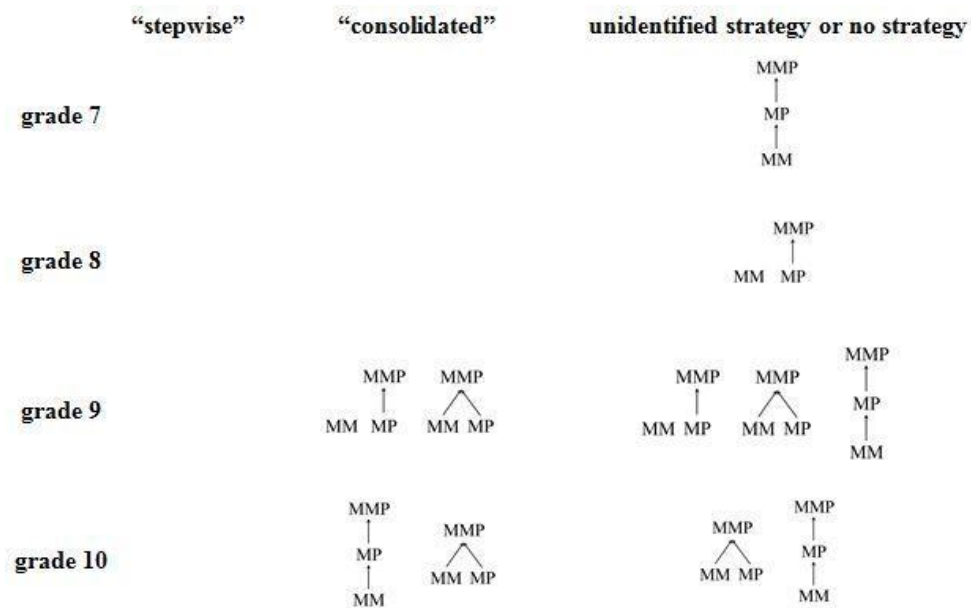 “stepwise” “consolidated” unidentified strategy or no strategy
grade 7
MMP
MP
MM
grade 8
MMP
MM MP
grade 9
MMP
MM MP
MMP
MM MP
MMP
MM MP
MMP
MM MP
MMP
MP
MM
grade 10
MMP
MP
MM
MMP
MM MP
MMP
MM MP
MMP
MP
MM